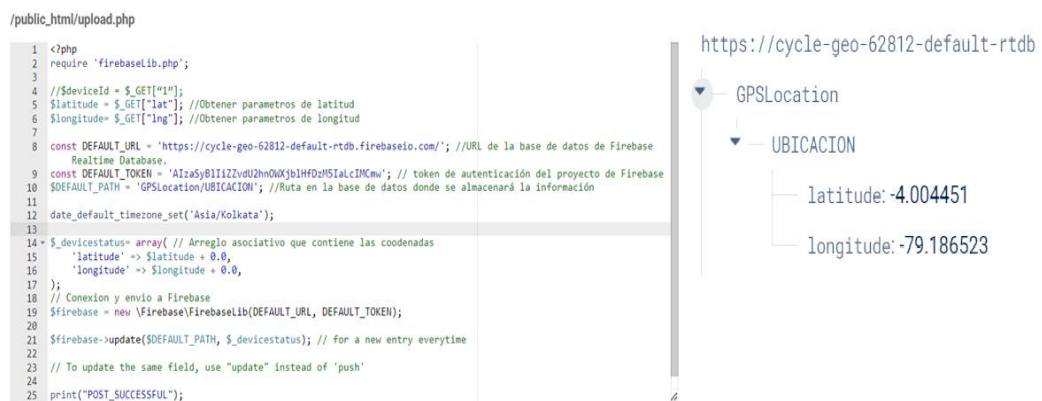 /public_html/upload.php
1 <?php
2 require 'firebaseLib.php';
3
4 //$deviceId = $_GET["1"];
5 $latitude = $_GET["lat"]; //Obtener parametros de latitud
6 $longitude= $_GET["lng"]; //Obtener parametros de longitud
7
8 const DEFAULT_URL = 'https://cycle-geo-62812-default-rtdb.firebaseio.com/'; //URL de la base de datos de Firebase
Realtime Database.
9 const DEFAULT_TOKEN = 'AIzaSyBlIiZZvdU2hnOWXjblHfDzM5IaLcIMCmw'; // token de autenticación del proyecto de Firebase
10 $DEFAULT_PATH = 'GPSLocation/UBICACION'; //Ruta en la base de datos donde se almacenará la información
11
12 date_default_timezone_set('Asia/Kolkata');
13
14 $_devicestatus= array( // Arreglo asociativo que contiene las coodenadas
15 'latitude' => $latitude + 0.0,
16 'longitude' => $longitude + 0.0,
17 );
18 // Conexion y envio a Firebase
19 $firebase = new \Firebase\FirebaseLib(DEFAULT_URL, DEFAULT_TOKEN);
20
21 $firebase->update($DEFAULT_PATH, $_devicestatus); // for a new entry everytime
22
23 // To update the same field, use "update" instead of 'push'
24
25 print("POST_SUCCESSFUL");
https://cycle-geo-62812-default-rtdb
GPSLocation
UBICACION
latitude: -4.004451
longitude: -79.186523